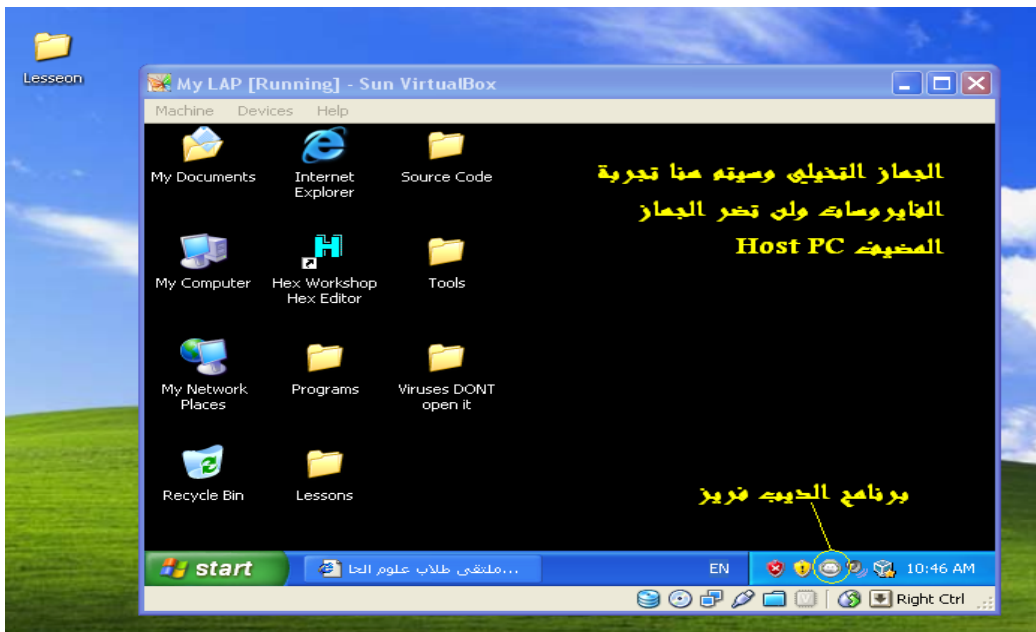 Lesseon
My LAP [Running] - Sun VirtualBox
Machine Devices Help
My Documents
Internet
Explorer
Source Code
الجهاز التخيلي وسيتم هنا تجربة
الفايروسات ولن تضر الجهاز
المضيف Host PC
My Computer
Hex Workshop
Hex Editor
Tools
My Network
Places
Programs
Viruses DONT
open it
Recycle Bin
Lessons
برنامج الديب فريز
start
ملتقى طلاب علوم الحا...
EN
10:46 AM
Right Ctrl